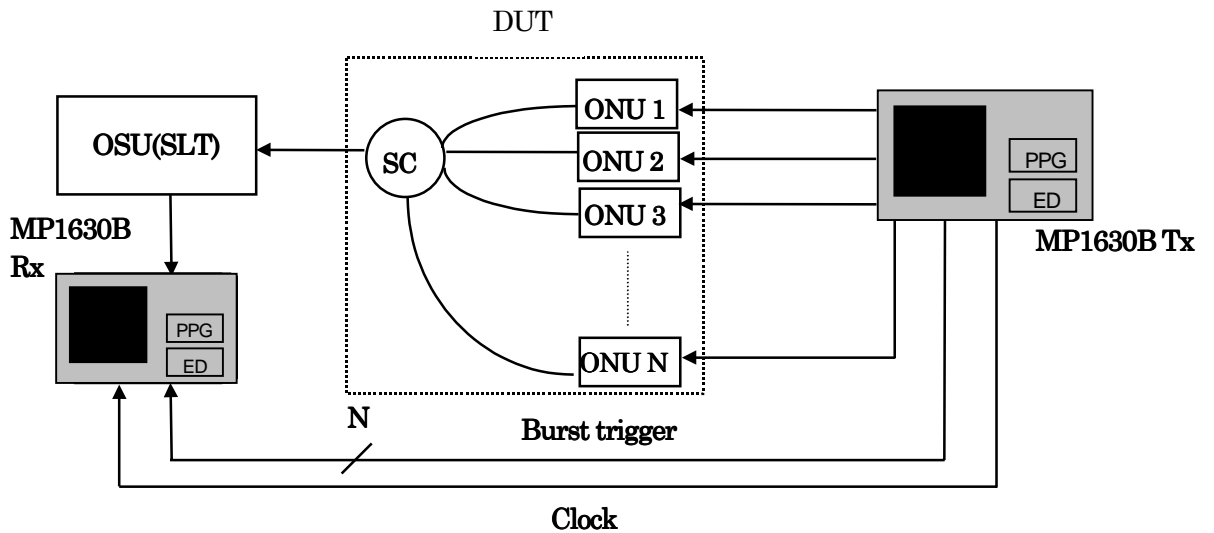 DUT
OSU(SLT)
SC
ONU 1
ONU 2
ONU 3
ONU N
PPG
ED
MP1630B Tx
MP1630B
Rx
PPG
ED
N
Burst trigger
Clock